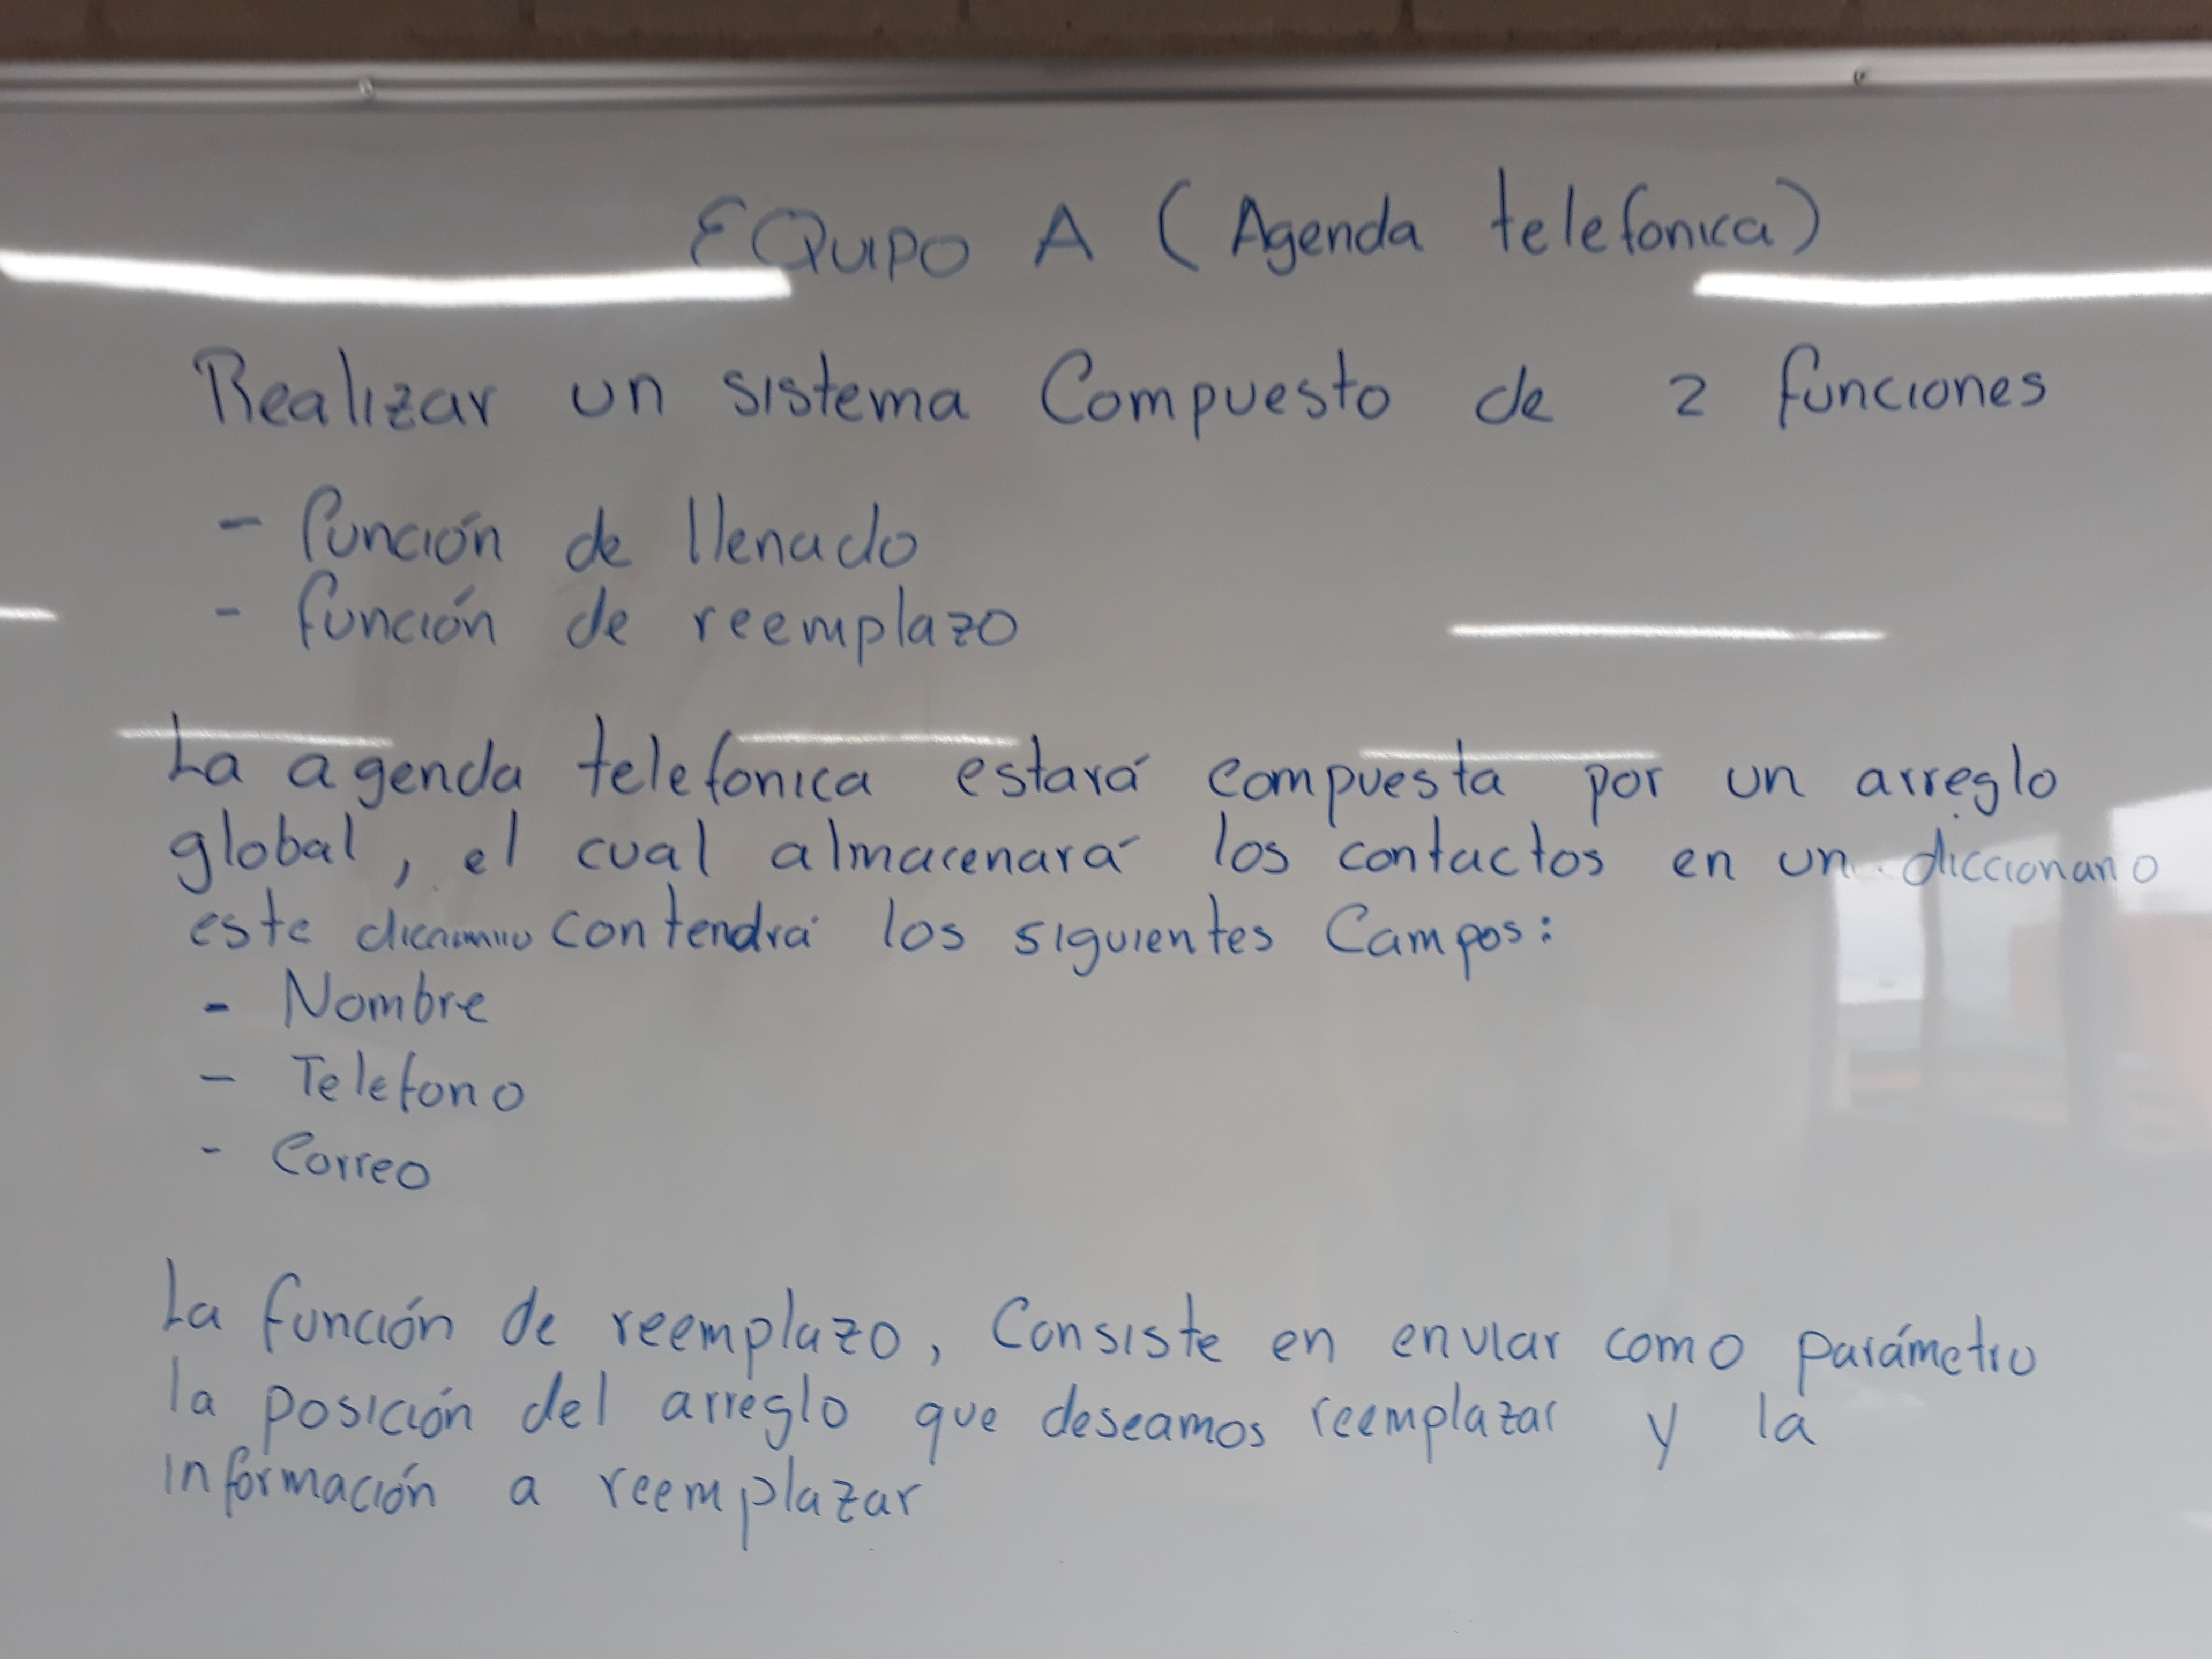 EQUIPO A (Agenda telefonica)
Realizar un sistema Compuesto de 2 funciones
- función de llenado
- función de reemplazo
La agenda telefonica estará compuesta por un arreglo
global, el cual almacenará los contactos en un diccionario
este diccionario contendrá los siguientes Campos:
- Nombre
- Telefono
- Correo
La función de reemplazo, Consiste en enviar como parámetro
la posición del arreglo que deseamos reemplazar y la
información a reemplazar